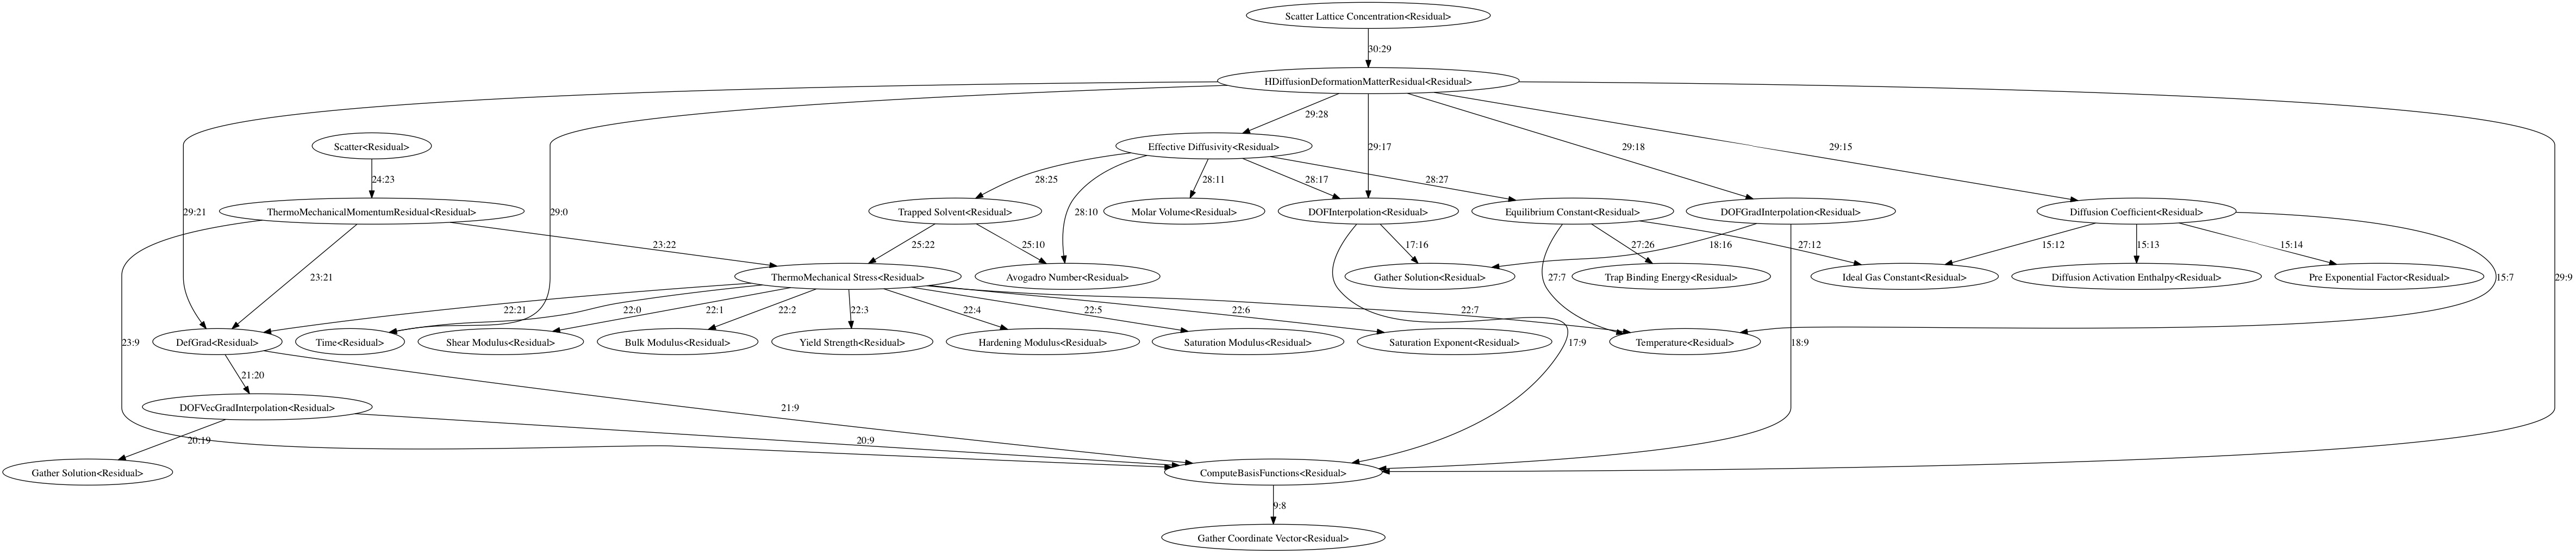 Scatter Lattice Concentration<Residual>
30:29
HDiffusionDeformationMatterResidual<Residual>
29:28
Scatter<Residual>
Effective Diffusivity<Residual>
29:17
29:18
29:15
24:23
28:25
28:11
28:17
28:27
29:21
ThermoMechanicalMomentumResidual<Residual>
29:0
Trapped Solvent<Residual>
28:10
Molar Volume<Residual>
DOFInterpolation<Residual>
Equilibrium Constant<Residual>
DOFGradInterpolation<Residual>
Diffusion Coefficient<Residual>
23:22
25:22
25:10
17:16
27:26
18:16
27:12
15:12
15:13
15:14
23:21
ThermoMechanical Stress<Residual>
Avogadro Number<Residual>
Gather Solution<Residual>
27:7
Trap Binding Energy<Residual>
Ideal Gas Constant<Residual>
Diffusion Activation Enthalpy<Residual>
Pre Exponential Factor<Residual>
15:7
29:9
22:21
22:0
22:1
22:2
22:3
22:4
22:5
22:6
22:7
23:9
DefGrad<Residual>
Time<Residual>
Shear Modulus<Residual>
Bulk Modulus<Residual>
Yield Strength<Residual>
Hardening Modulus<Residual>
Saturation Modulus<Residual>
Saturation Exponent<Residual>
17:9
Temperature<Residual>
18:9
21:20
DOFVecGradInterpolation<Residual>
21:9
20:19
20:9
Gather Solution<Residual>
ComputeBasisFunctions<Residual>
9:8
Gather Coordinate Vector<Residual>